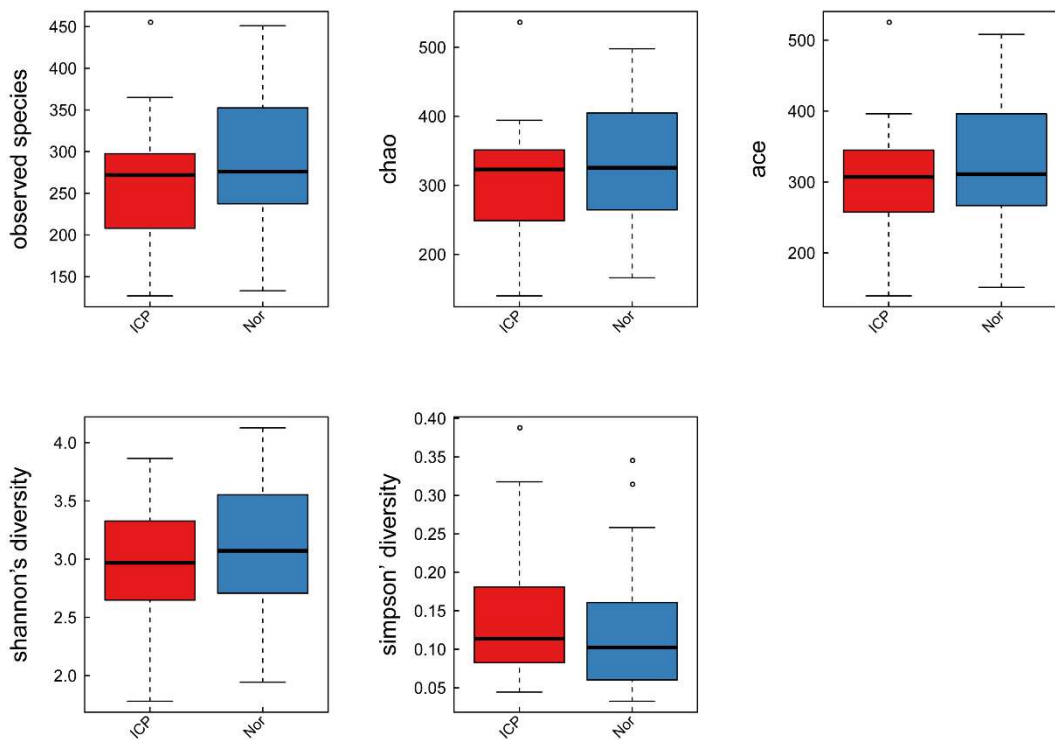 observed species
450
400
350
300
250
200
150
ICP
Nor
chao
500
400
300
200
ICP
Nor
ace
500
400
300
200
ICP
Nor
shannon's diversity
4.0
3.5
3.0
2.5
2.0
ICP
Nor
simpson' diversity
0.40
0.35
0.30
0.25
0.20
0.15
0.10
0.05
ICP
Nor